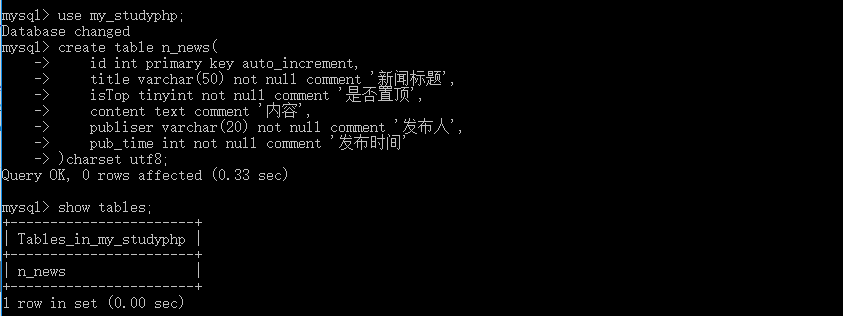 mysql> use my_studyphp;
Database changed
mysql> create table n_news(
    ->     id int primary key auto_increment,
    ->     title varchar(50) not null comment '新闻标题',
    ->     isTop tinyint not null comment '是否置顶',
    ->     content text comment '内容',
    ->     publiser varchar(20) not null comment '发布人',
    ->     pub_time int not null comment '发布时间'
    -> )charset utf8;
Query OK, 0 rows affected (0.33 sec)
mysql> show tables;
+-----------------------+
| Tables_in_my_studyphp |
+-----------------------+
| n_news                |
+-----------------------+
1 row in set (0.00 sec)